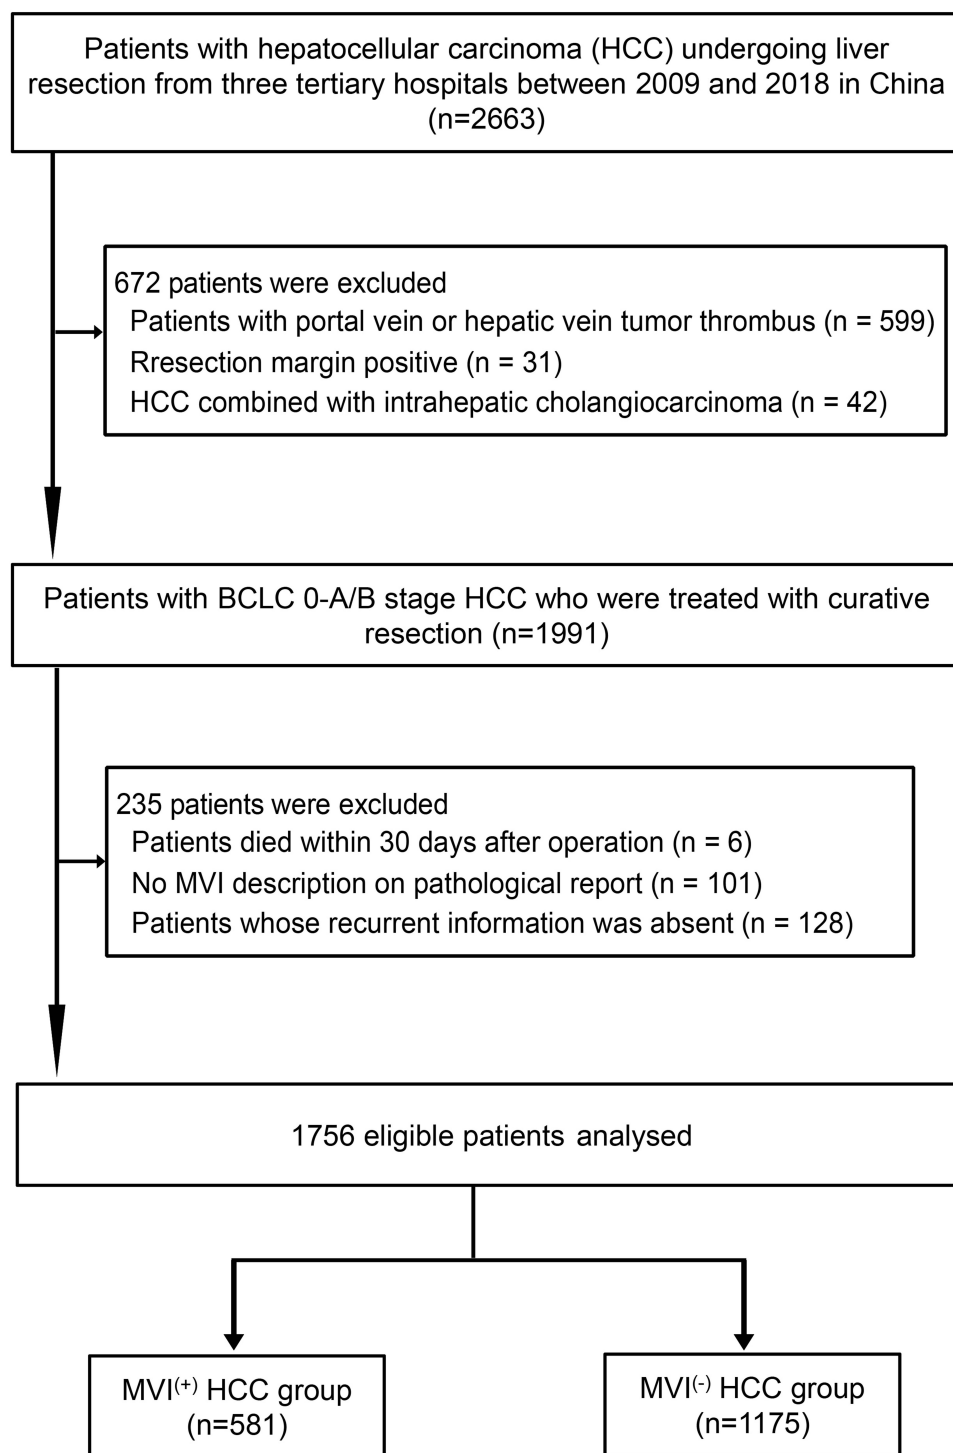 Patients with hepatocellular carcinoma (HCC) undergoing liver
resection from three tertiary hospitals between 2009 and 2018 in China
(n=2663)
672 patients were excluded
Patients with portal vein or hepatic vein tumor thrombus (n = 599)
Rresection margin positive (n = 31)
HCC combined with intrahepatic cholangiocarcinoma (n = 42)
Patients with BCLC 0-A/B stage HCC who were treated with curative
resection (n=1991)
235 patients were excluded
Patients died within 30 days after operation (n = 6)
No MVI description on pathological report (n = 101)
Patients whose recurrent information was absent (n = 128)
1756 eligible patients analysed
MVI(+) HCC group
(n=581)
MVI(-) HCC group
(n=1175)